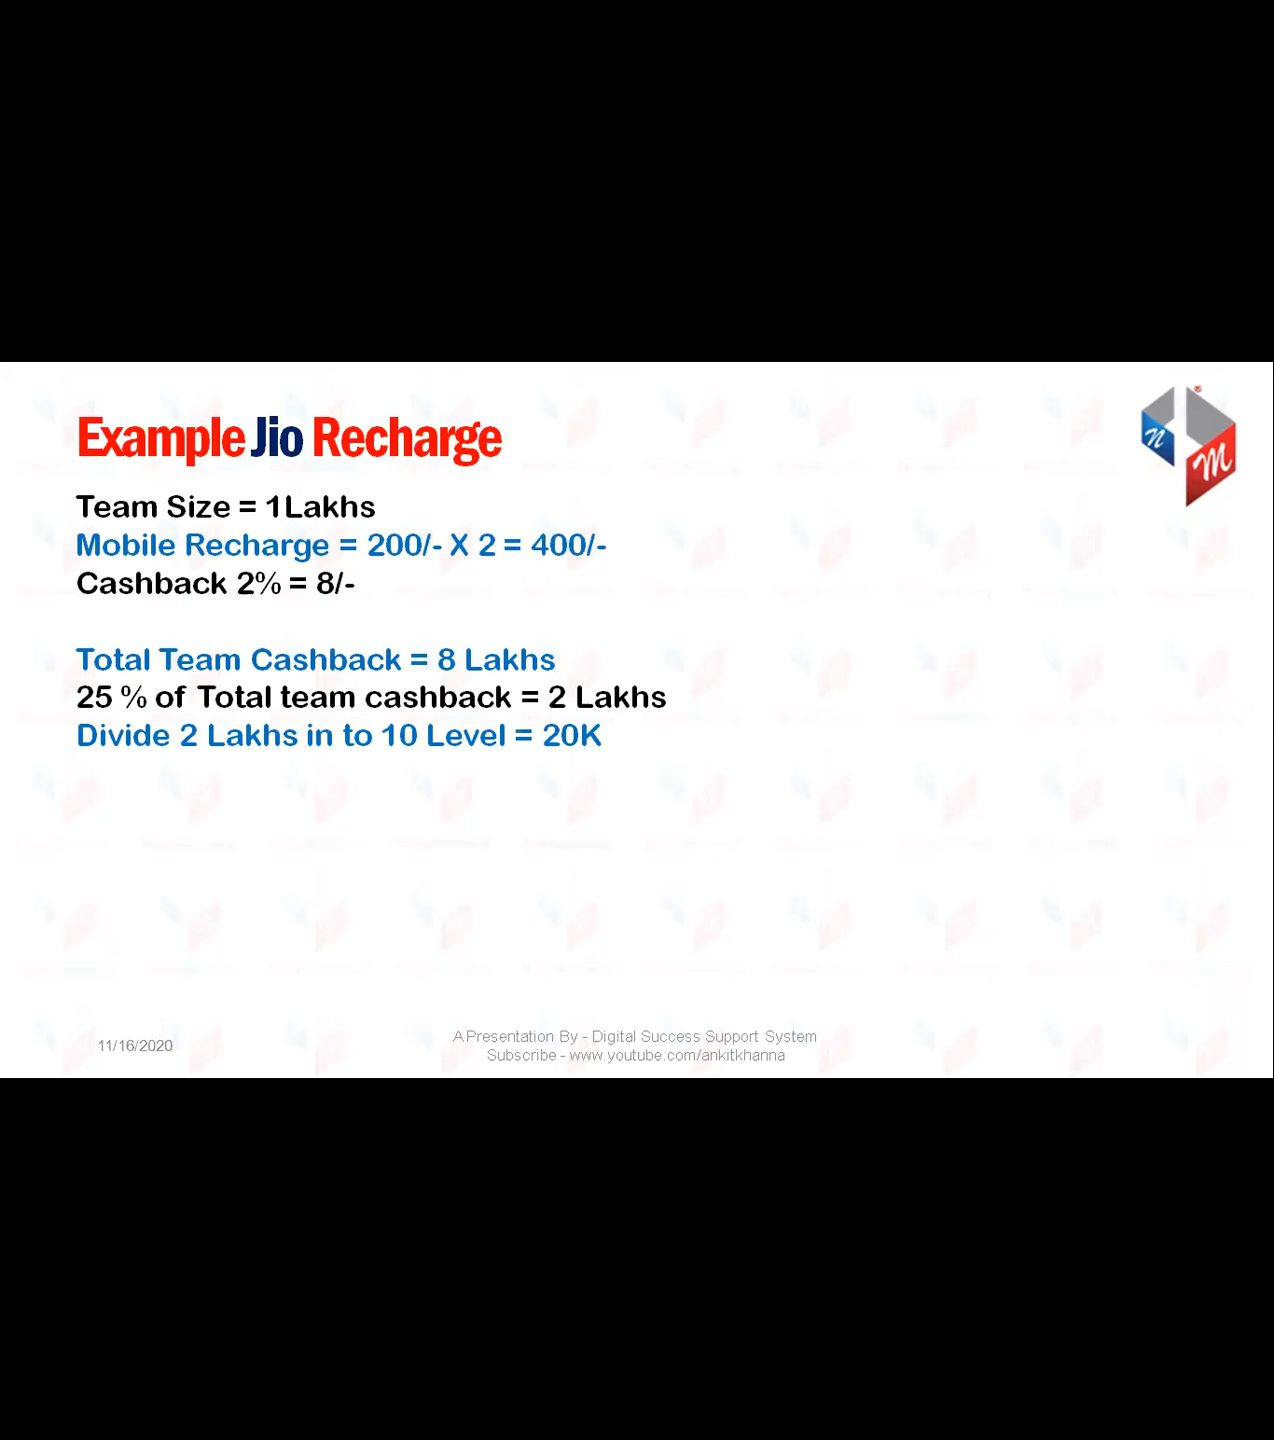 Example Jio Recharge
Team Size = 1Lakhs
Mobile Recharge = 200/- X 2 = 400/-
Cashback 2% = 8/-
Total Team Cashback = 8 Lakhs
25 % of Total team cashback = 2 Lakhs
Divide 2 Lakhs in to 10 Level = 20K
n
m
11/16/2020
A Presentation By - Digital Success Support System
Subscribe - www.youtube.com/ankitkhanna